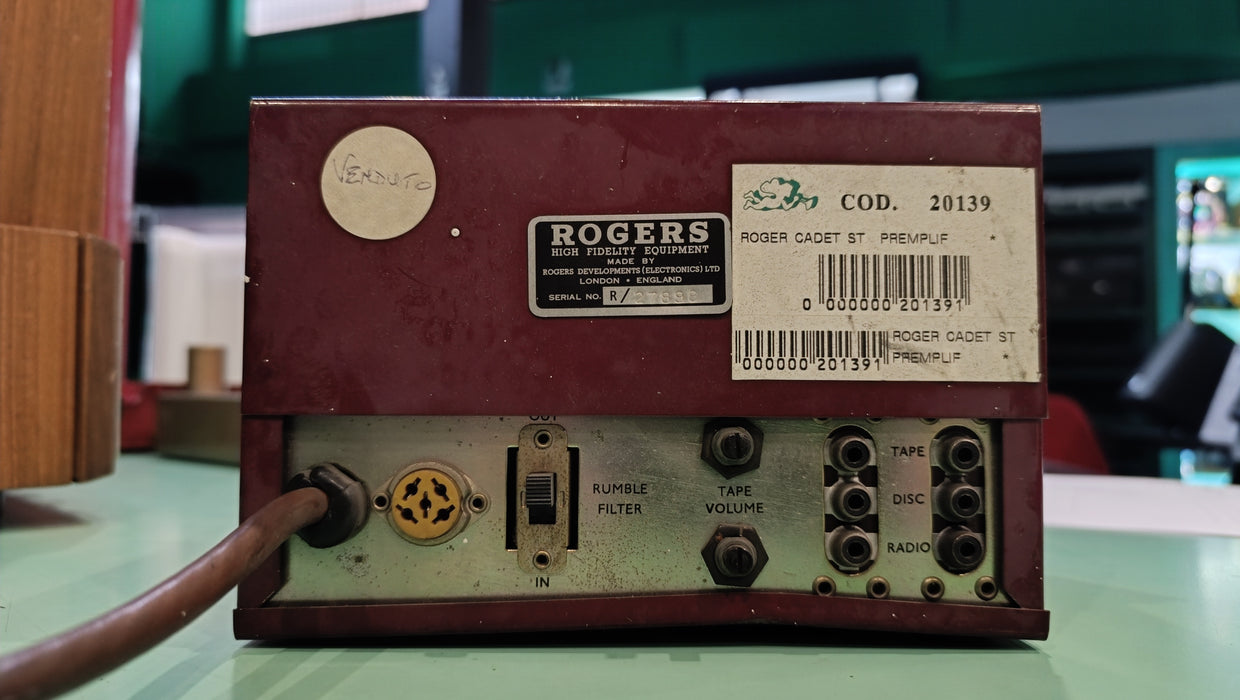 VENDUTO
ROGERS
HIGH FIDELITY EQUIPMENT
MADE BY
ROGERS DEVELOPMENTS (ELECTRONICS) LTD
LONDON • ENGLAND
SERIAL NO. R/
COD. 20139
ROGER CADET ST PREMPLIF *
0 000000 201391
ROGER CADET ST
PREMPLIF *
000000 201391
OUT
RUMBLE
FILTER
IN
TAPE
VOLUME
TAPE
DISC
RADIO